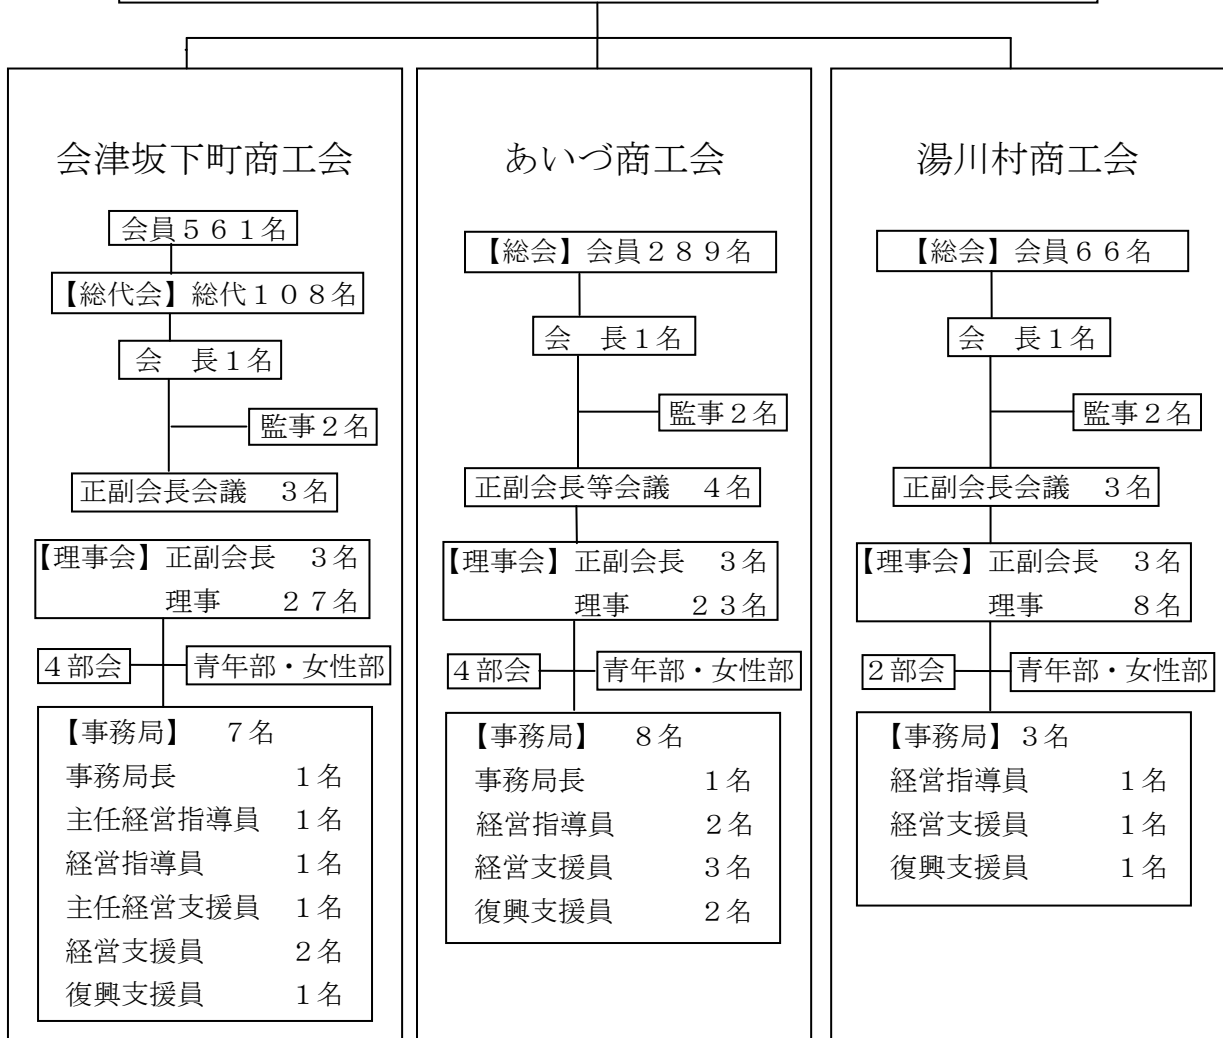 会津坂下町商工会
会員５６１名
【総代会】総代１０８名
会　長１名
監事２名
正副会長会議　３名
【理事会】正副会長　３名
理事　２７名
４部会
青年部・女性部
【事務局】　７名
事務局長　１名
主任経営指導員　１名
経営指導員　１名
主任経営支援員　１名
経営支援員　２名
復興支援員　１名
あいづ商工会
【総会】会員２８９名
会　長１名
監事２名
正副会長等会議　４名
【理事会】正副会長　３名
理事　２３名
４部会
青年部・女性部
【事務局】　８名
事務局長　１名
経営指導員　２名
経営支援員　３名
復興支援員　２名
湯川村商工会
【総会】会員６６名
会　長１名
監事２名
正副会長会議　３名
【理事会】正副会長　３名
理事　８名
２部会
青年部・女性部
【事務局】３名
経営指導員　１名
経営支援員　１名
復興支援員　１名